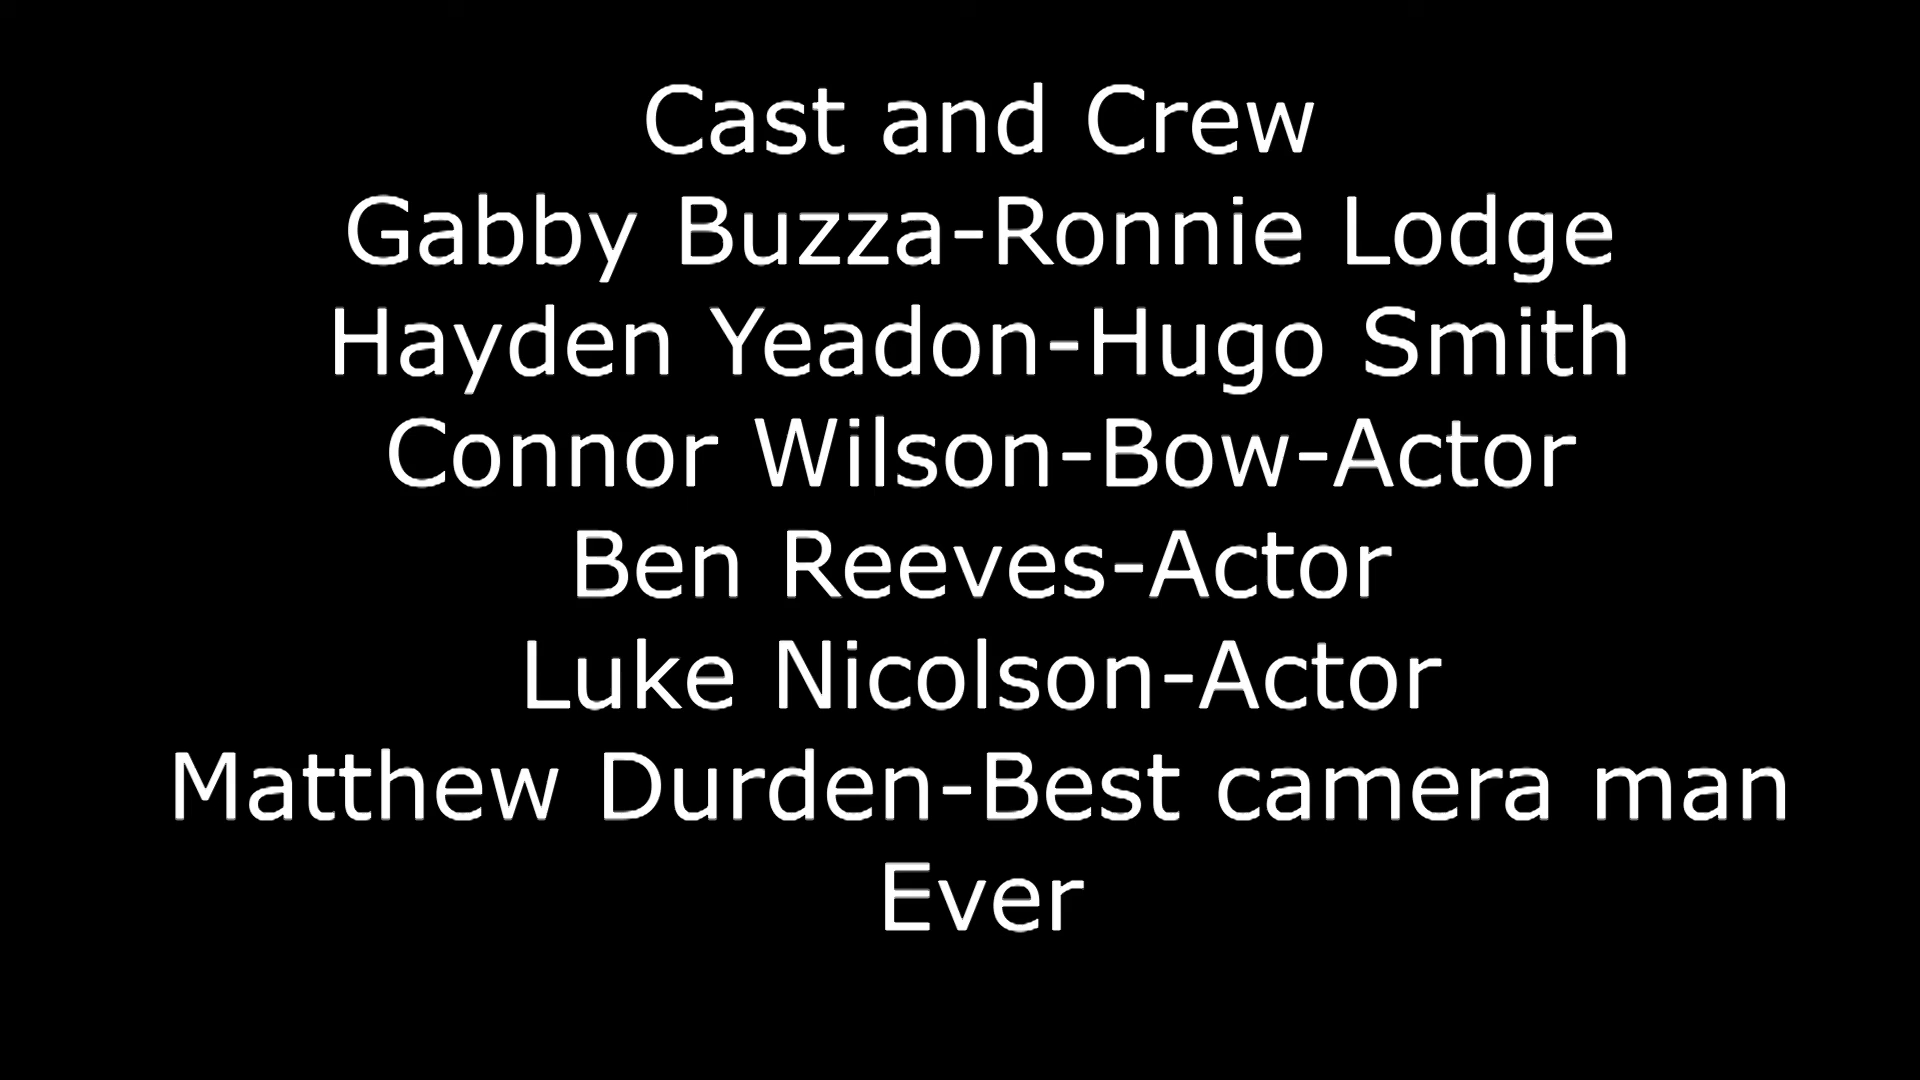 Cast and Crew
Gabby Buzza-Ronnie Lodge
Hayden Yeadon-Hugo Smith
Connor Wilson-Bow-Actor
Ben Reeves-Actor
Luke Nicolson-Actor
Matthew Durden-Best camera man
Ever